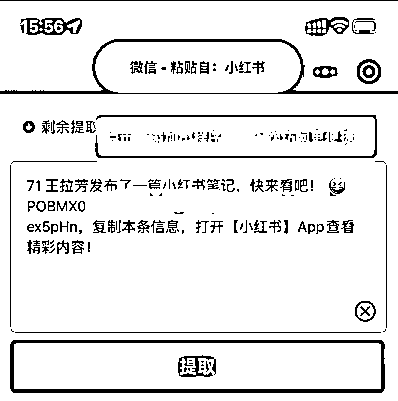 15:56
微信 - 粘贴自：小红书
剩余提取
71 王拉芳发布了一篇小红书笔记，快来看吧！ 😆
POBMX0
ex5pHn，复制本条信息，打开【小红书】App查看
精彩内容！
提取